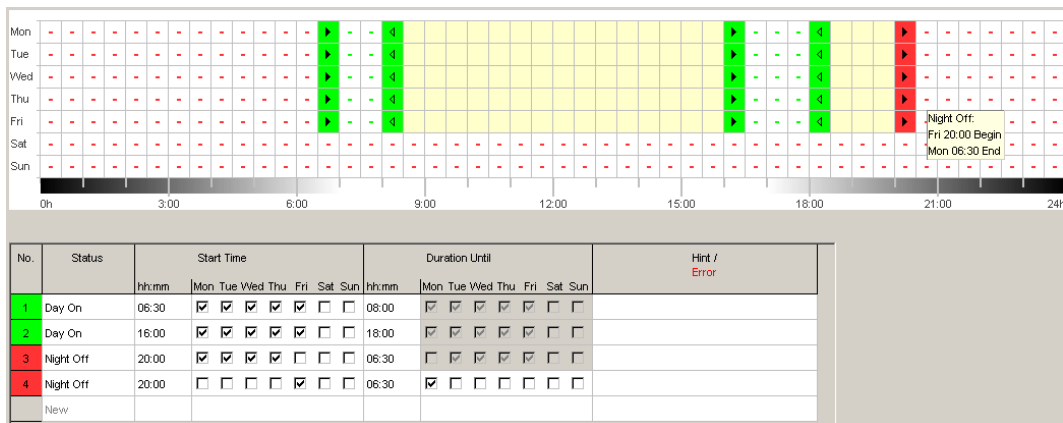 Mon
Tue
Wed
Thu
Fri
Sat
Sun
Night Off:
Fri 20:00 Begin
Mon 06:30 End
0h 3:00 6:00 9:00 12:00 15:00 18:00 21:00 24h
No. Status Start Time Duration Until Hint /
Error
hh:mm Mon Tue Wed Thu Fri Sat Sun hh:mm Mon Tue Wed Thu Fri Sat Sun
1 Day On 06:30 08:00
2 Day On 16:00 18:00
3 Night Off 20:00 06:30
4 Night Off 20:00 06:30
New